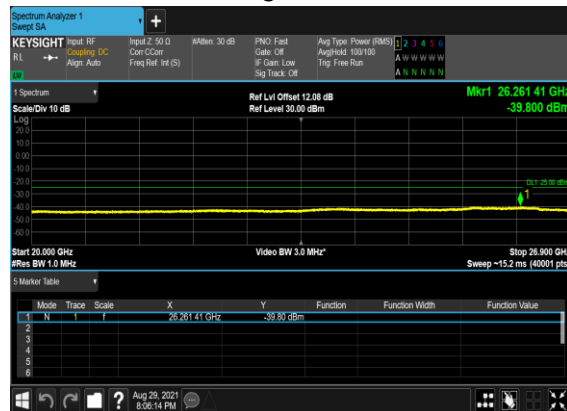 Spectrum Analyzer 1
Swept SA
+
KEYSIGHT Input: RF Input Z: 50 Ω #Atten: 30 dB PNO: Fast Avg Type: Power (RMS) 1 2 3 4 5 6
RL Coupling: DC Corr CCorr Gate: Off Avg|Hold: 100/100 A W W W W W
Align: Auto Freq Ref: Int (S) IF Gain: Low Trig: Free Run A N N N N N
Sig Track: Off
1 Spectrum Ref Lvl Offset 12.08 dB Mkr1 26.261 41 GHz
Scale/Div 10 dB Ref Level 30.00 dBm -39.800 dBm
Log
20.0
10.0
0.00
-10.0
-20.0 DL1 25.00 dBm
-30.0 1
-40.0
-50.0
-60.0
Start 20.000 GHz Video BW 3.0 MHz* Stop 26.900 GHz
#Res BW 1.0 MHz Sweep ~15.2 ms (40001 pts)
5 Marker Table
Mode Trace Scale X Y Function Function Width Function Value
1 N 1 f 26.261 41 GHz -39.80 dBm
2
3
4
5
6
? Aug 29, 2021
8:06:14 PM